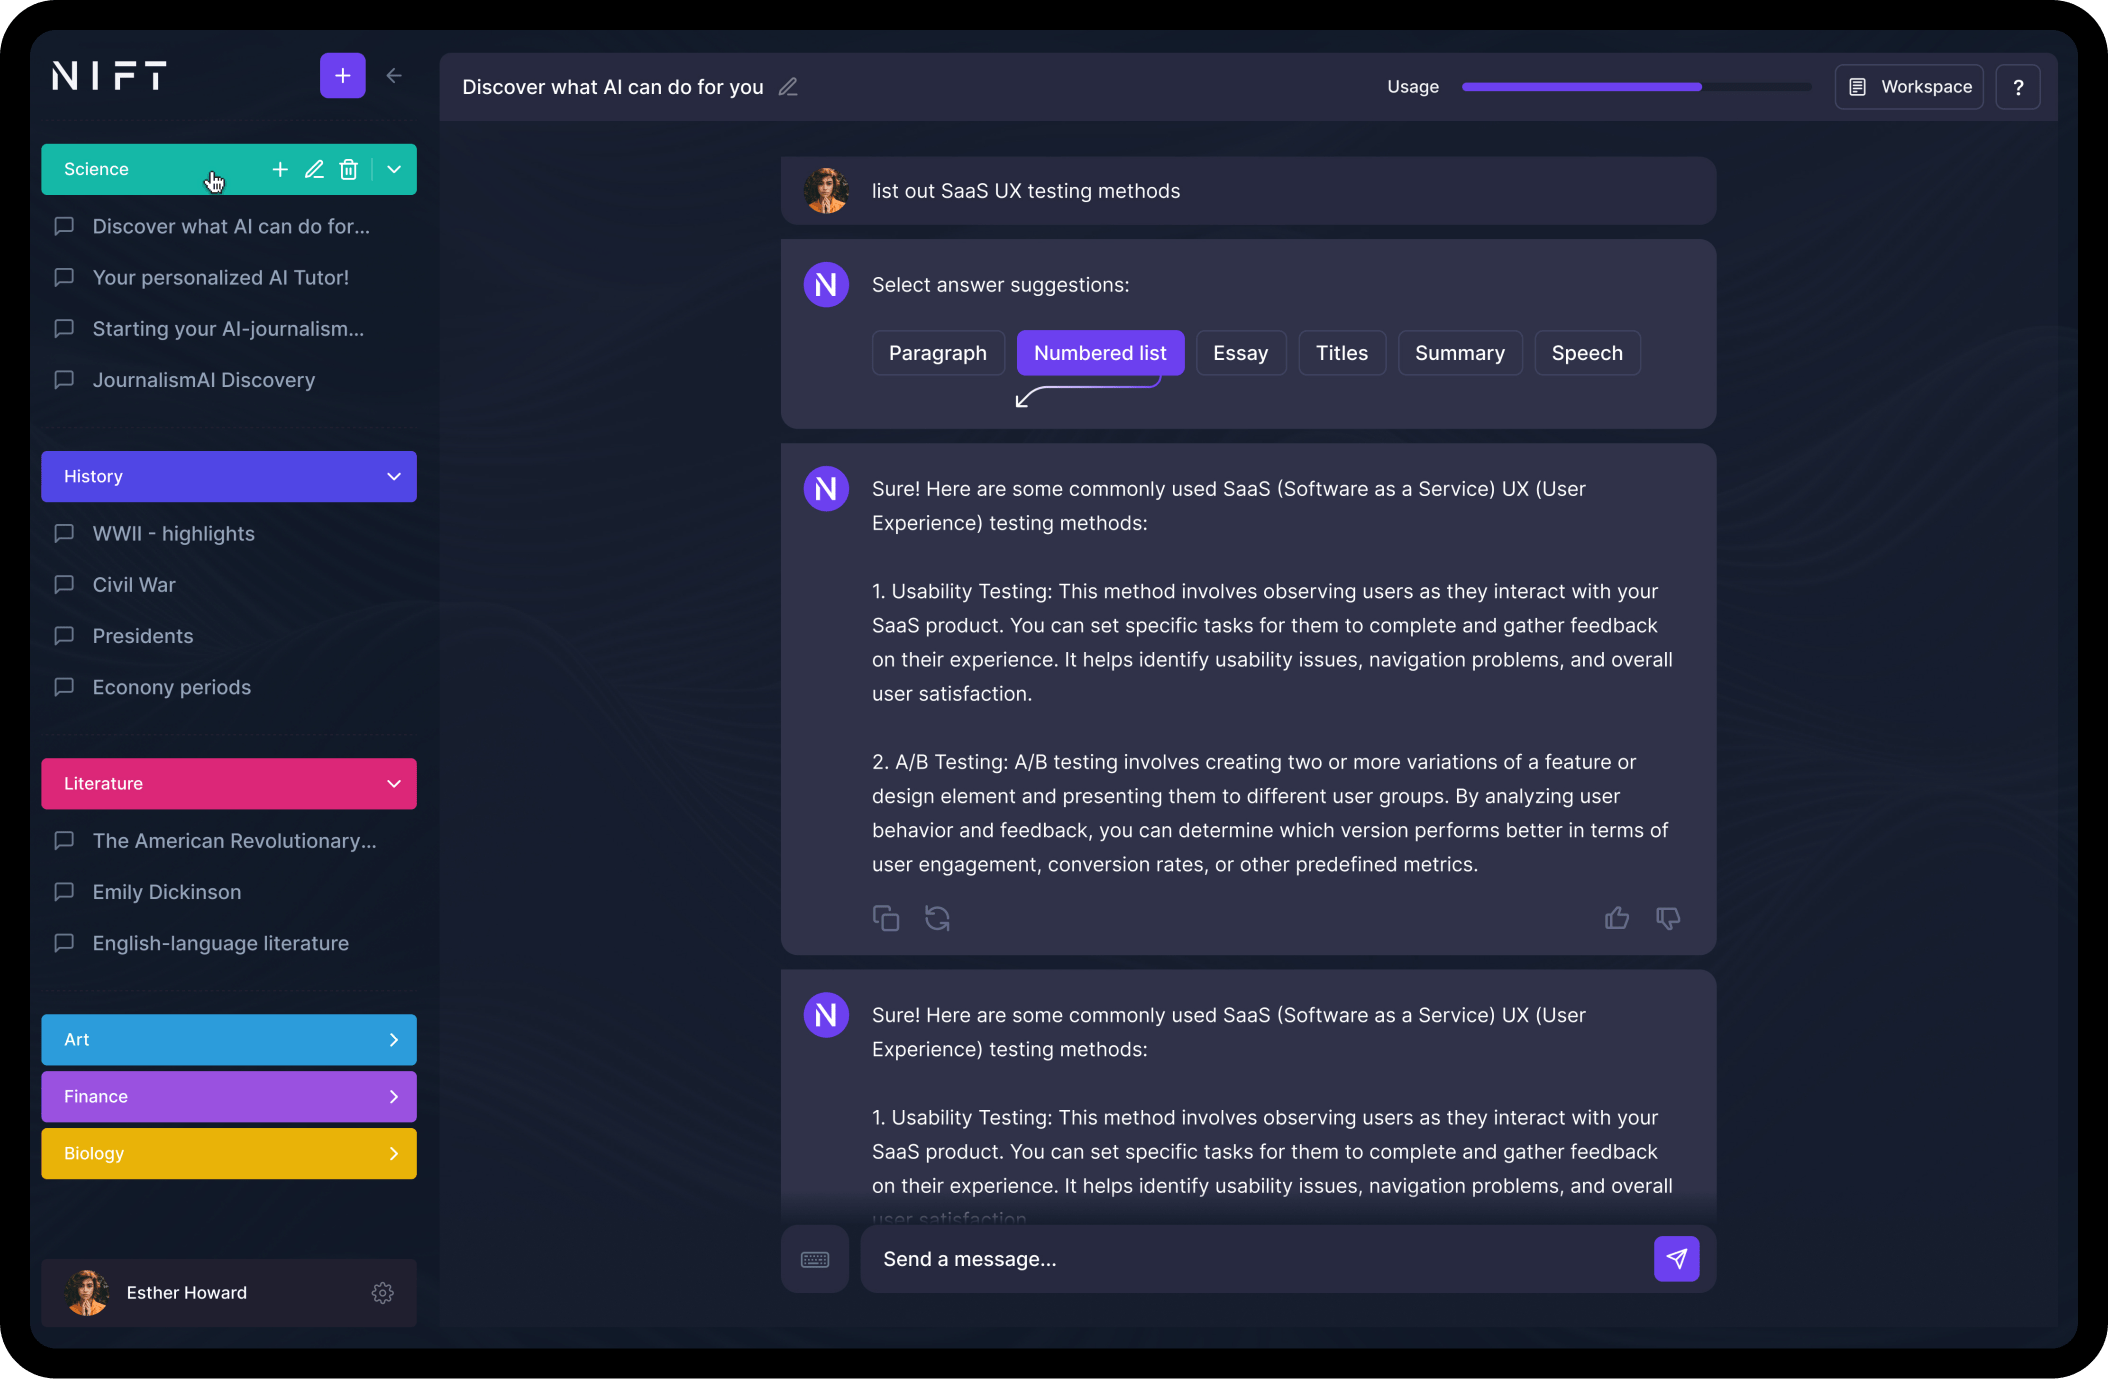 NIFT
Science
Discover what AI can do for...
Your personalized AI Tutor!
Starting your AI-journalism...
JournalismAI Discovery
History
WWII - highlights
Civil War
Presidents
Econony periods
Literature
The American Revolutionary...
Emily Dickinson
English-language literature
Art
Finance
Biology
Esther Howard
Discover what AI can do for you
Usage
Workspace
?
list out SaaS UX testing methods
N
Select answer suggestions:
Paragraph
Numbered list
Essay
Titles
Summary
Speech
N
Sure! Here are some commonly used SaaS (Software as a Service) UX (User
Experience) testing methods:
1. Usability Testing: This method involves observing users as they interact with your
SaaS product. You can set specific tasks for them to complete and gather feedback
on their experience. It helps identify usability issues, navigation problems, and overall
user satisfaction.
2. A/B Testing: A/B testing involves creating two or more variations of a feature or
design element and presenting them to different user groups. By analyzing user
behavior and feedback, you can determine which version performs better in terms of
user engagement, conversion rates, or other predefined metrics.
N
Sure! Here are some commonly used SaaS (Software as a Service) UX (User
Experience) testing methods:
1. Usability Testing: This method involves observing users as they interact with your
SaaS product. You can set specific tasks for them to complete and gather feedback
on their experience. It helps identify usability issues, navigation problems, and overall
user satisfaction
Send a message...